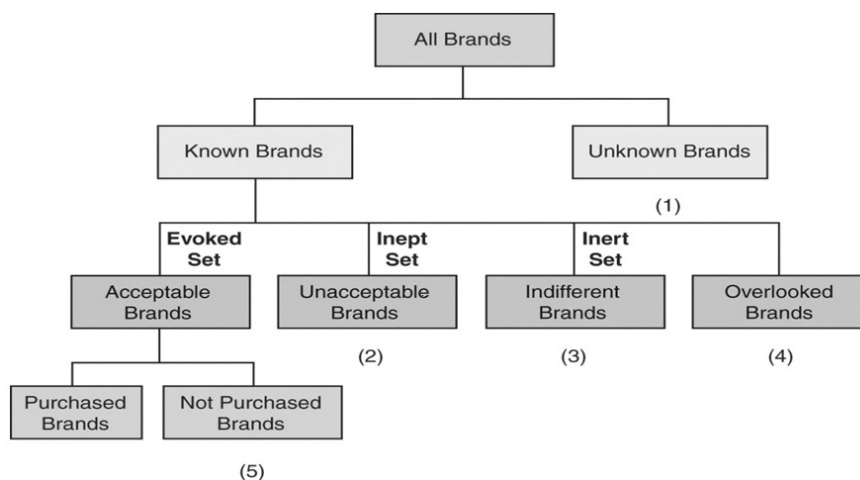 All Brands
Known Brands
Unknown Brands
(1)
Evoked
Set
Inept
Set
Inert
Set
Acceptable
Brands
Unacceptable
Brands
Indifferent
Brands
Overlooked
Brands
(2)
(3)
(4)
Purchased
Brands
Not Purchased
Brands
(5)